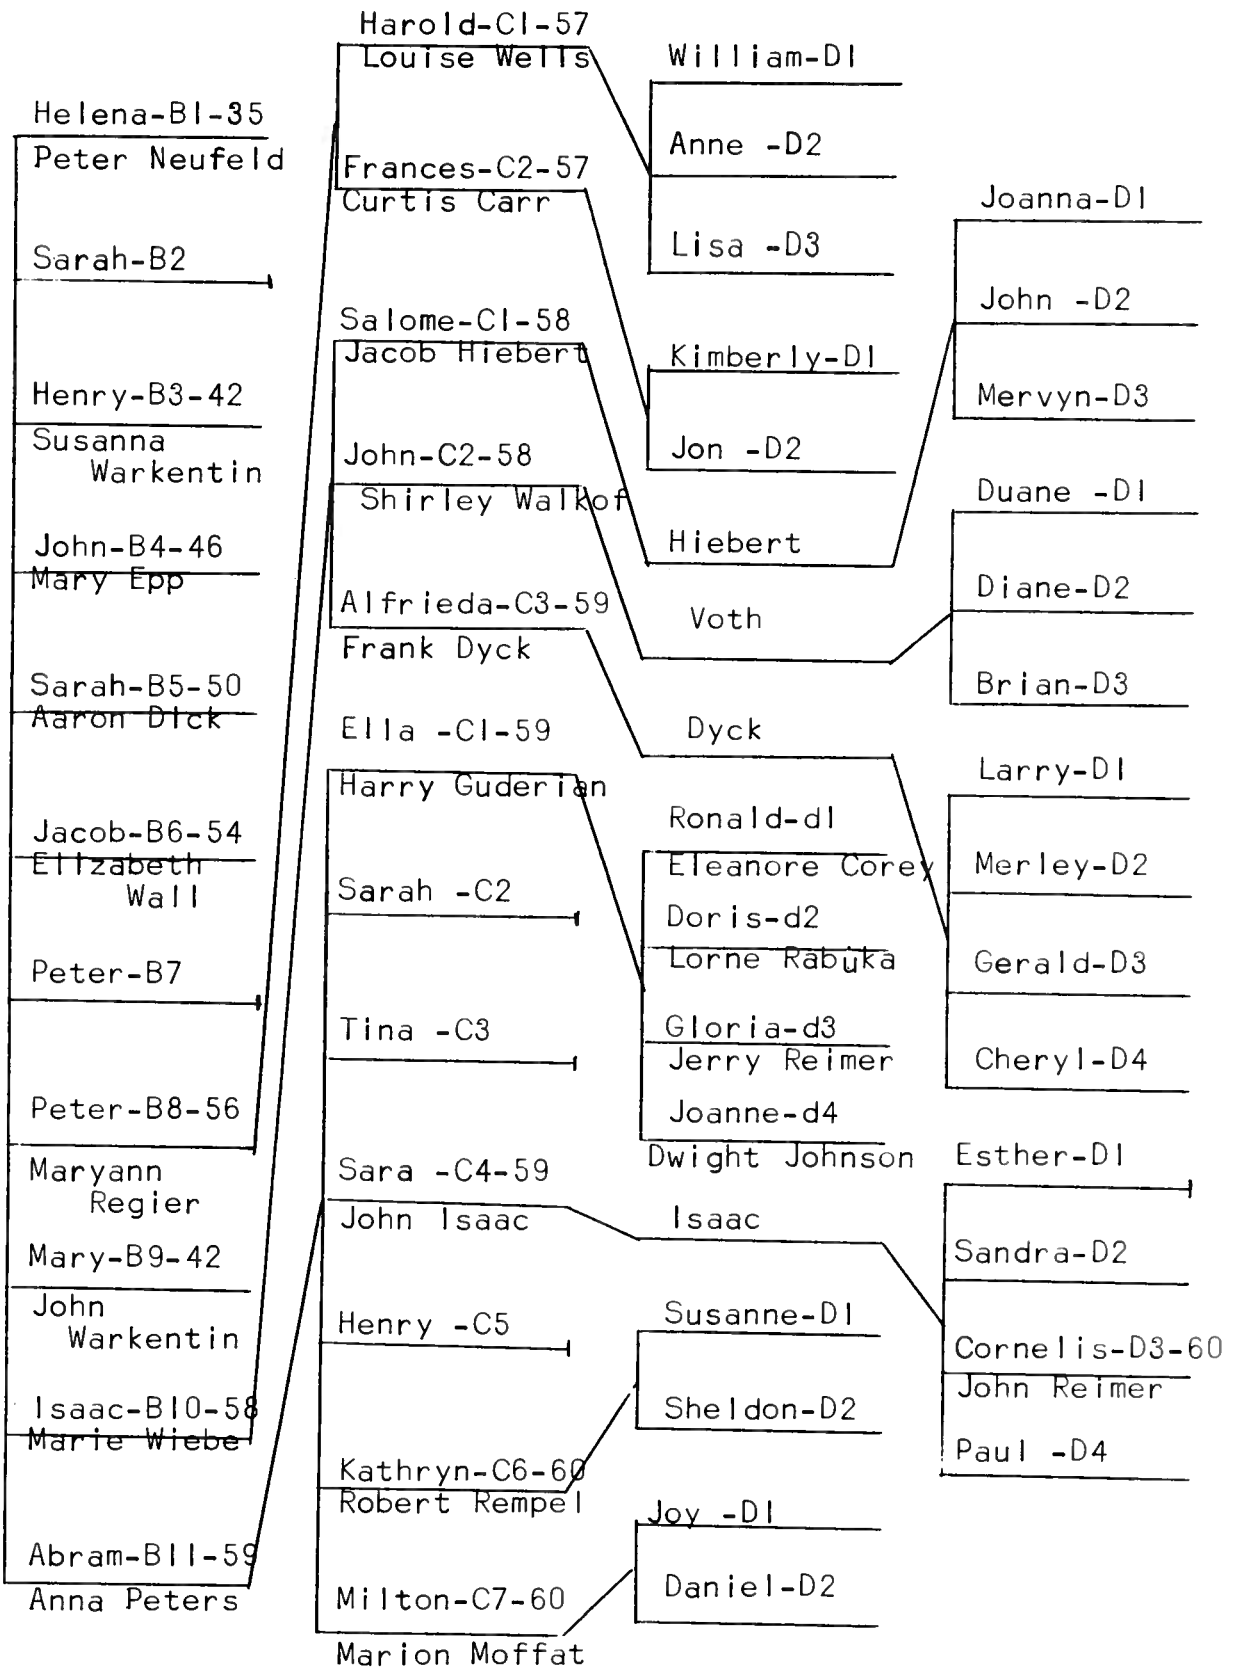 Helena-B1-35
Peter Neufeld
Sarah-B2
Henry-B3-42
Susanna
Warkentin
John-B4-46
Mary Epp
Sarah-B5-50
Aaron Dick
Jacob-B6-54
Elizabeth
Wall
Peter-B7
Peter-B8-56
Maryann
Regier
Mary-B9-42
John
Warkentin
Isaac-B10-58
Marie Wiebe
Abram-B11-59
Anna Peters
Harold-C1-57
Louise Wells
Frances-C2-57
Curtis Carr
Salome-C1-58
Jacob Hiebert
John-C2-58
Shirley Walkof
Alfrieda-C3-59
Frank Dyck
Ella -C1-59
Harry Guderian
Sarah -C2
Tina -C3
Sara -C4-59
John Isaac
Henry -C5
Kathryn-C6-60
Robert Rempel
Milton-C7-60
Marion Moffat
William-D1
Anne -D2
Lisa -D3
Kimberly-D1
Jon -D2
Hiebert
Voth
Dyck
Ronald-d1
Eleanore Corey
Doris-d2
Lorne Rabuka
Gloria-d3
Jerry Reimer
Joanne-d4
Dwight Johnson
Isaac
Susanne-D1
Sheldon-D2
Joy -D1
Daniel-D2
Joanna-D1
John -D2
Mervyn-D3
Duane -D1
Diane-D2
Brian-D3
Larry-D1
Merley-D2
Gerald-D3
Cheryl-D4
Esther-D1
Sandra-D2
Cornelis-D3-60
John Reimer
Paul -D4